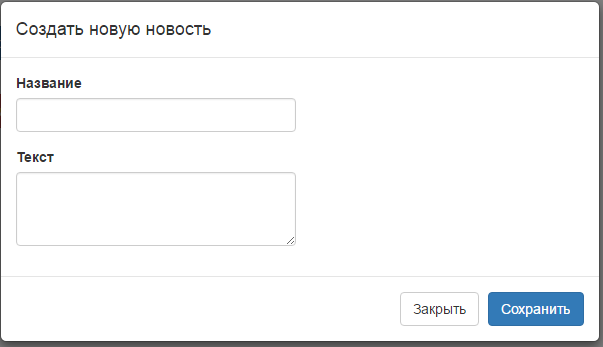 Создать новую новость
Название
Текст
Закрыть
Сохранить